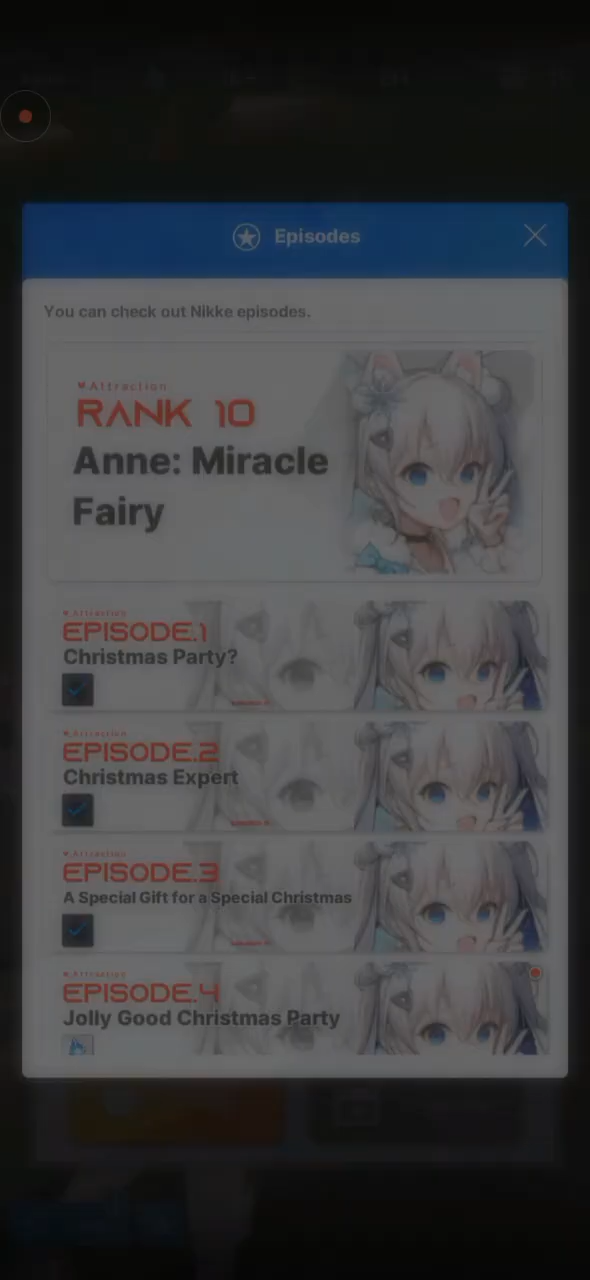 Episodes
You can check out Nikke episodes.
Attraction
RANK 10
Anne: Miracle
Fairy
Attraction
EPISODE.1
Christmas Party?
Attraction
EPISODE.2
Christmas Expert
Attraction
EPISODE.3
A Special Gift for a Special Christmas
Attraction
EPISODE.4
Jolly Good Christmas Party